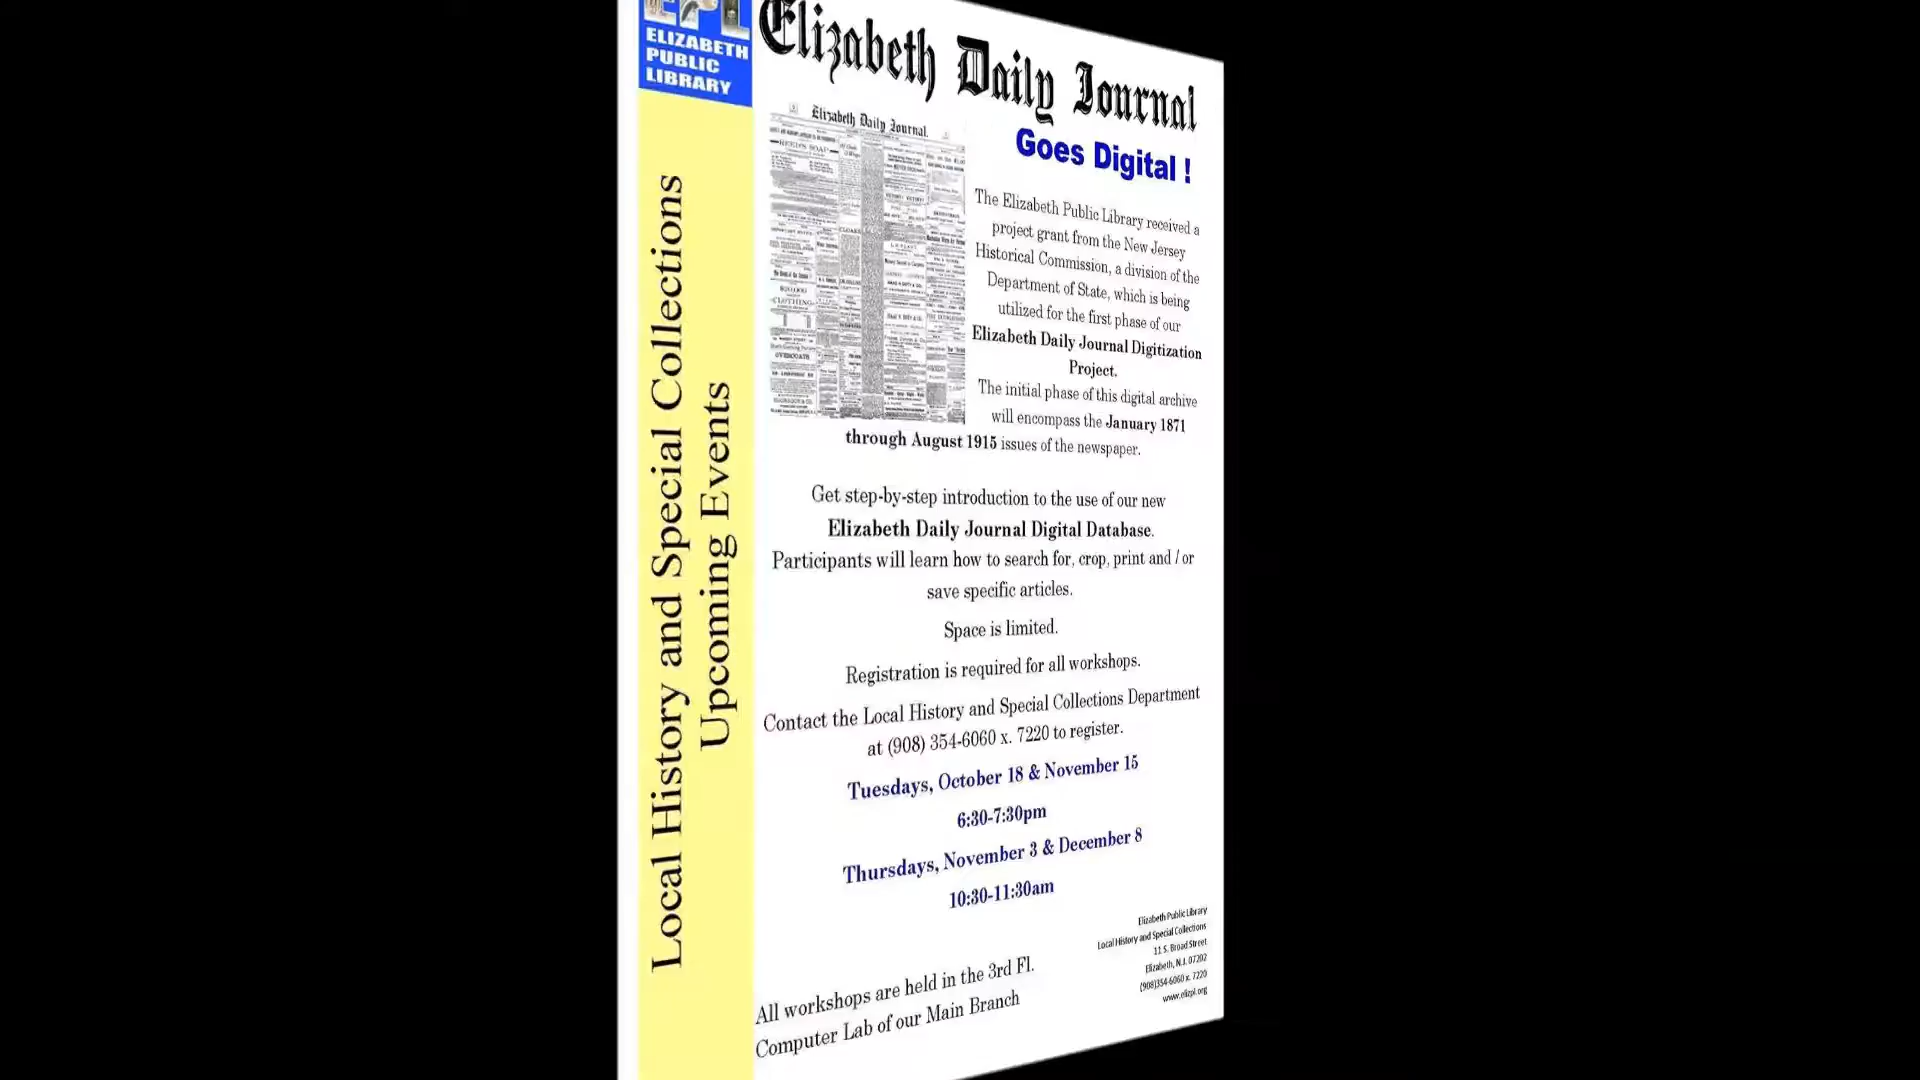 EPL
ELIZABETH
PUBLIC
LIBRARY
Local History and Special Collections
Upcoming Events
Elizabeth Daily Journal
Goes Digital !
Elizabeth Daily Journal.
The Elizabeth Public Library received a
project grant from the New Jersey
Historical Commission, a division of the
Department of State, which is being
utilized for the first phase of our
Elizabeth Daily Journal Digitization
Project.
The initial phase of this digital archive
will encompass the January 1871
through August 1915 issues of the newspaper.
Get step-by-step introduction to the use of our new
Elizabeth Daily Journal Digital Database.
Participants will learn how to search for, crop, print and / or
save specific articles.
Space is limited.
Registration is required for all workshops.
Contact the Local History and Special Collections Department
at (908) 354-6060 x. 7220 to register.
Tuesdays, October 18 & November 15
6:30-7:30pm
Thursdays, November 3 & December 8
10:30-11:30am
Elizabeth Public Library
Local History and Special Collections
11 S. Broad Street
Elizabeth, N.J. 07202
(908)354-6060 x. 7220
www.elizpl.org
All workshops are held in the 3rd Fl.
Computer Lab of our Main Branch